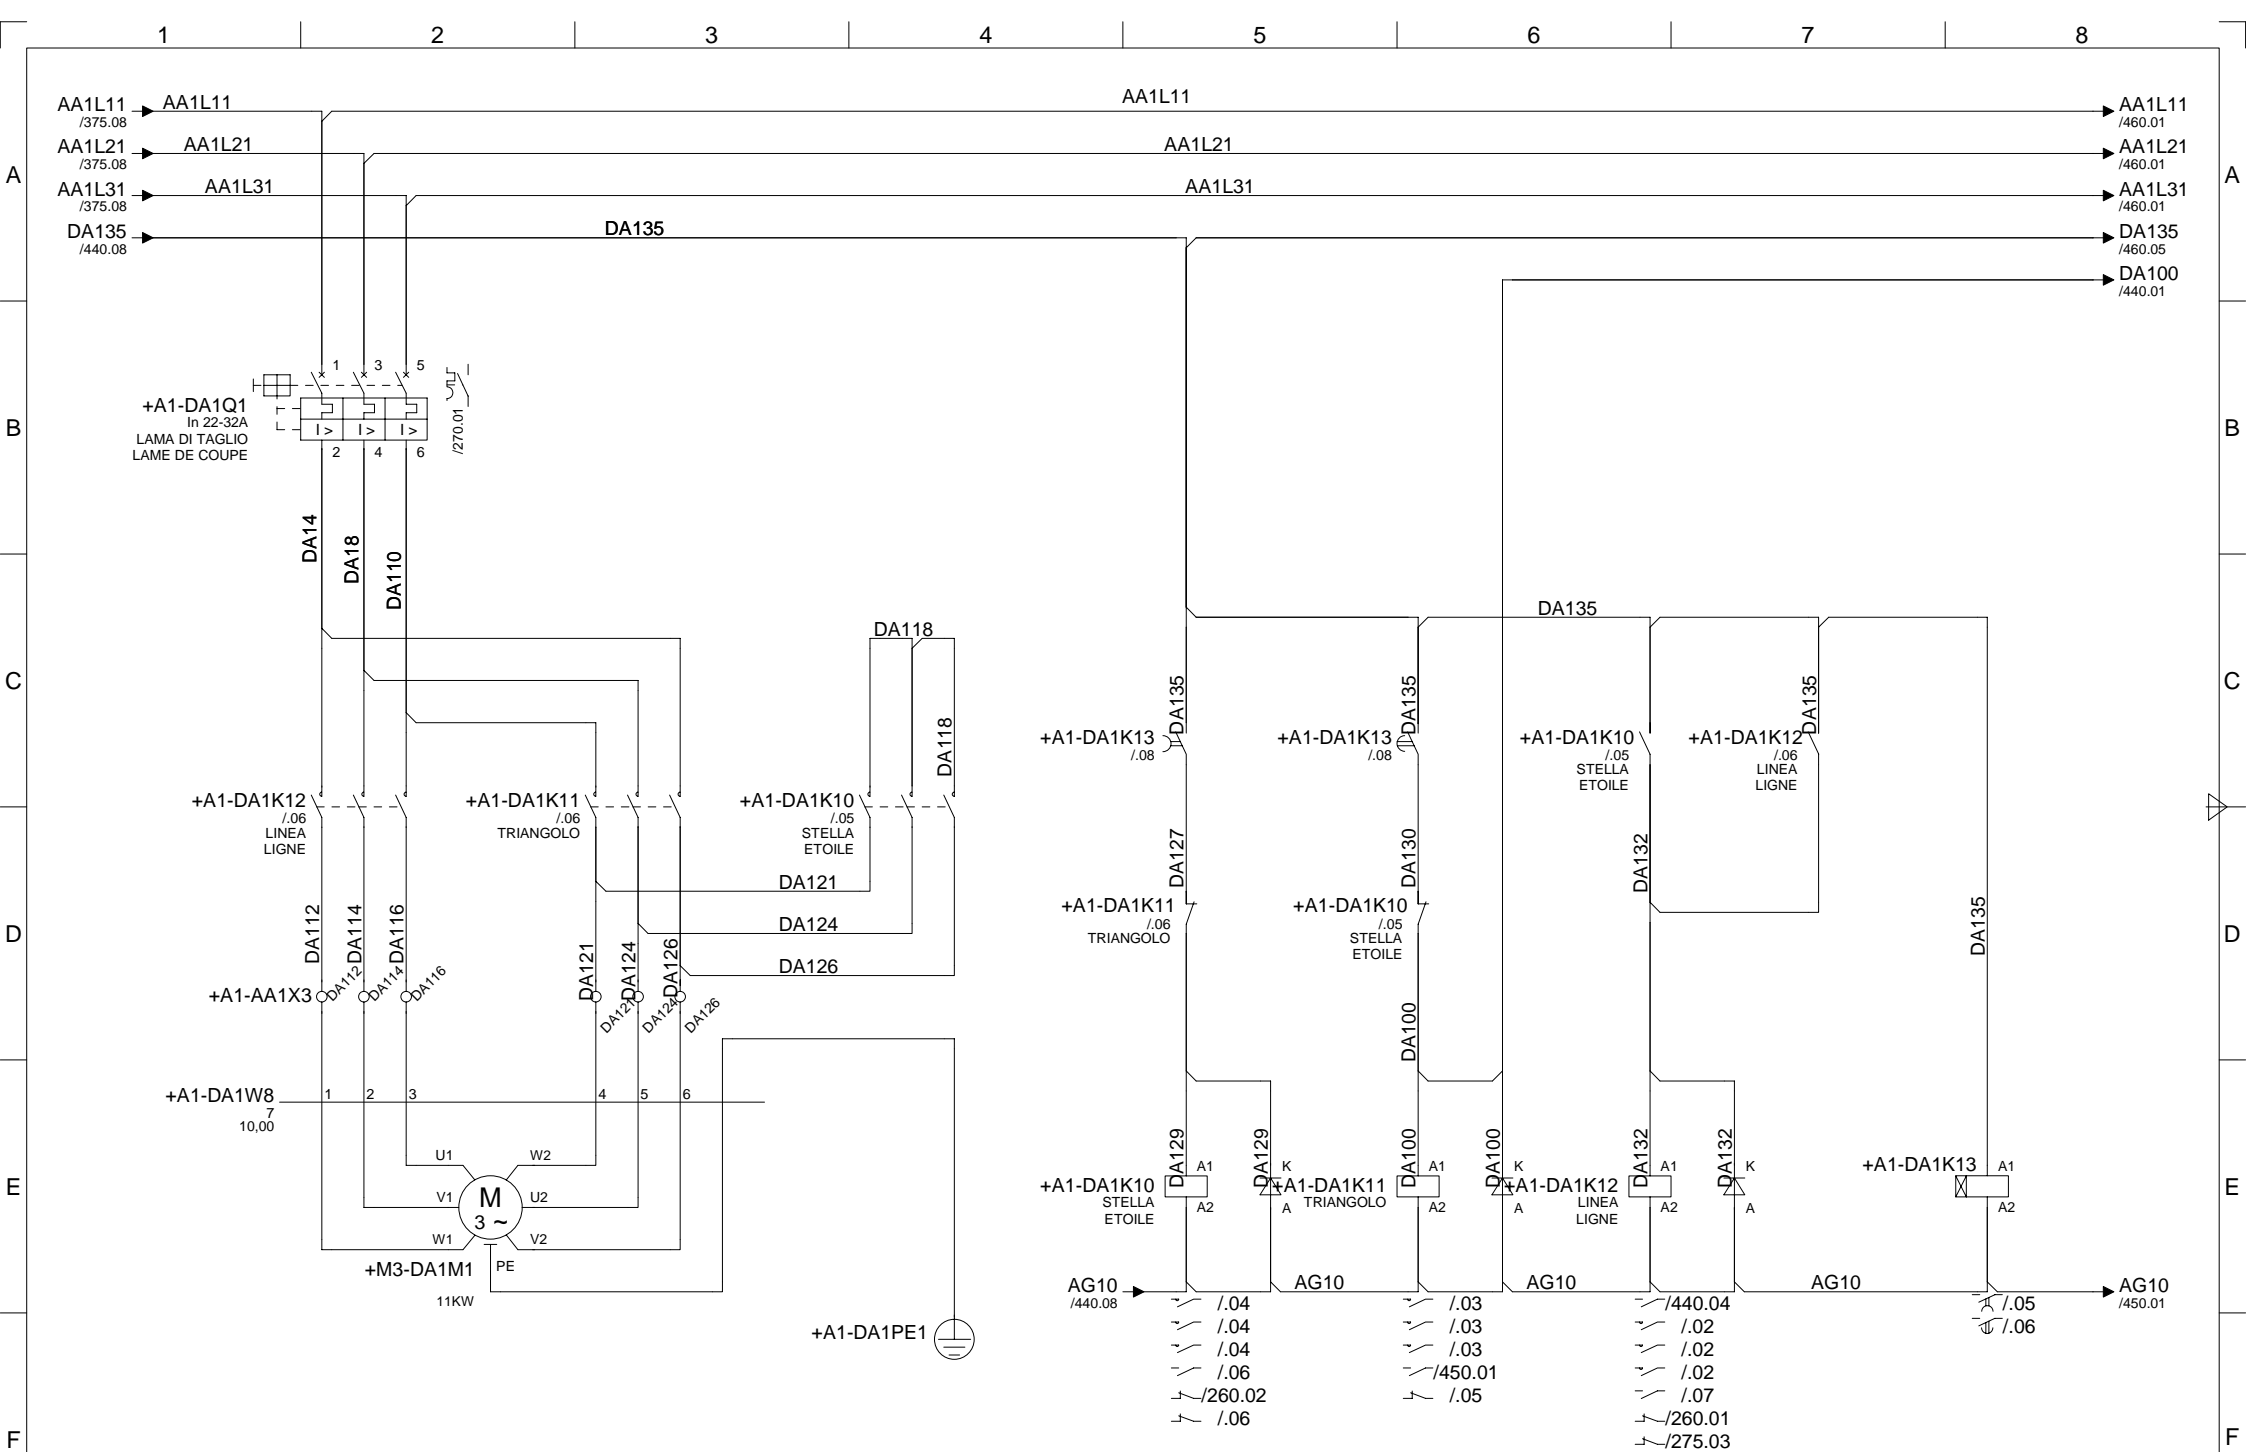 1 2 3 4 5 6 7 8
AA1L11 AA1L11 AA1L11 AA1L11
/375.08 /460.01
AA1L21 AA1L21 AA1L21 AA1L21
/375.08 /460.01
A A
AA1L31 AA1L31 AA1L31 AA1L31
/375.08 /460.01
DA135 DA135 DA135
/440.08 /460.05
DA100
/440.01
1 3 5
+A1-DA1Q1
In 22-32A
LAMA DI TAGLIO
LAME DE COUPE
I> I> I>
2 4 6
/270.01
B B
DA14
DA18
DA110
DA118
DA135
C C
DA118
DA135
DA135
DA135
+A1-DA1K13
/.08
+A1-DA1K13
/.08
+A1-DA1K10
/.05
STELLA
ETOILE
+A1-DA1K12
/.06
LINEA
LIGNE
+A1-DA1K12
/.06
LINEA
LIGNE
+A1-DA1K11
/.06
TRIANGOLO
+A1-DA1K10
/.05
STELLA
ETOILE
DA127
DA130
DA132
DA121
DA124
DA126
D D
+A1-DA1K11
/.06
TRIANGOLO
+A1-DA1K10
/.05
STELLA
ETOILE
DA135
DA112
DA114
DA116
DA121
DA124
DA126
+A1-AA1X3
DA112
DA114
DA116
DA121
DA124
DA126
DA100
+A1-DA1W8
7
10,00
1 2 3 4 5 6
U1 W2
V1 U2
W1 V2
M
3 ~
PE
+M3-DA1M1
11KW
+A1-DA1PE1
E E
DA129
DA129
DA100
DA100
DA132
DA132
+A1-DA1K10
STELLA
ETOILE
A1
A2
K
A
+A1-DA1K11
TRIANGOLO
A1
A2
K
A
+A1-DA1K12
LINEA
LIGNE
A1
A2
K
A
+A1-DA1K13
A1
A2
AG10 AG10 AG10 AG10 AG10
/440.08 /450.01
/.04 /.03 /440.04 /.05
/.04 /.03 /.02 /.06
/.04 /.03 /.02
/.06 /450.01 /.02
/260.02 /.05 /.07
/.06 /260.01
/275.03
F F